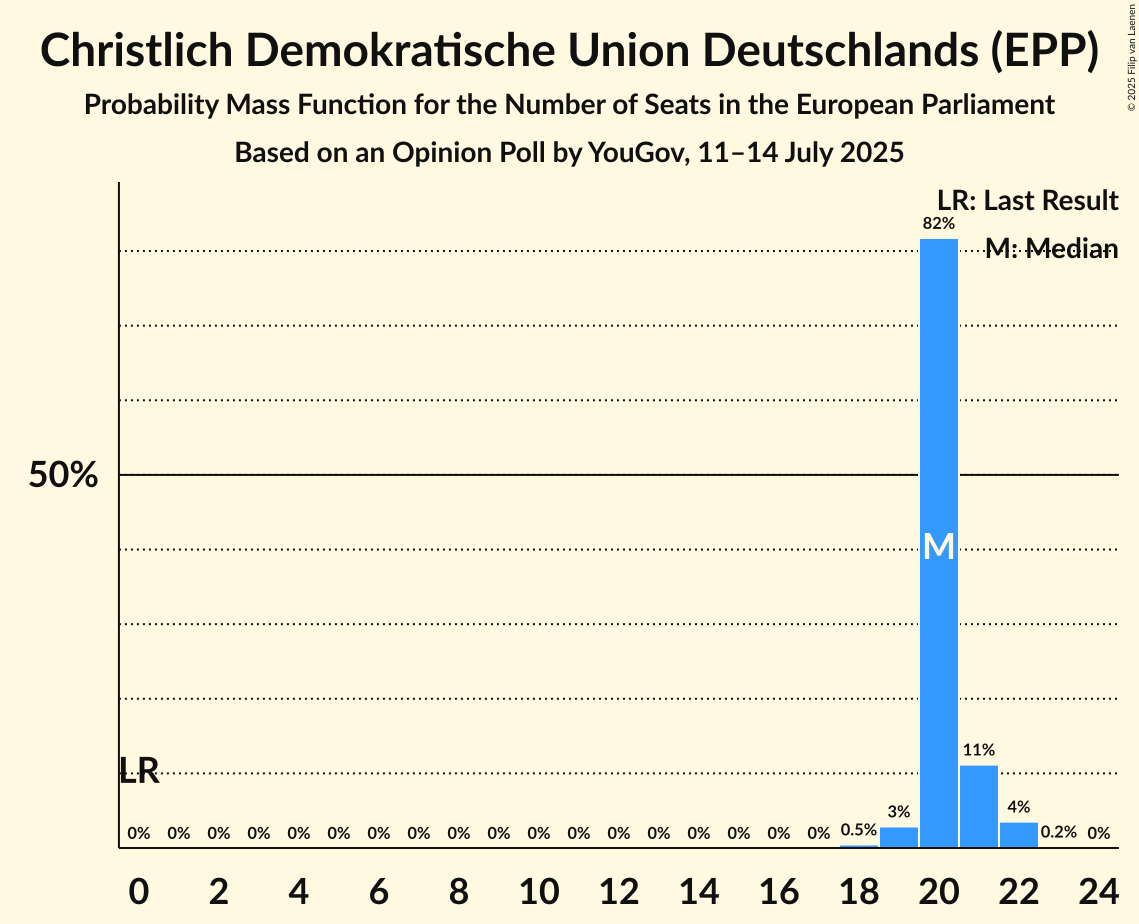 Christlich Demokratische Union Deutschlands (EPP)
Probability Mass Function for the Number of Seats in the European Parliament
Based on an Opinion Poll by YouGov, 11–14 July 2025
© 2025 Filip van Laenen
LR: Last Result
M: Median
82%
50%
M
LR
11%
0% 0% 0% 0% 0% 0% 0% 0% 0% 0% 0% 0% 0% 0% 0% 0% 0% 0% 0.5% 3% 4% 0.2% 0%
0 2 4 6 8 10 12 14 16 18 20 22 24